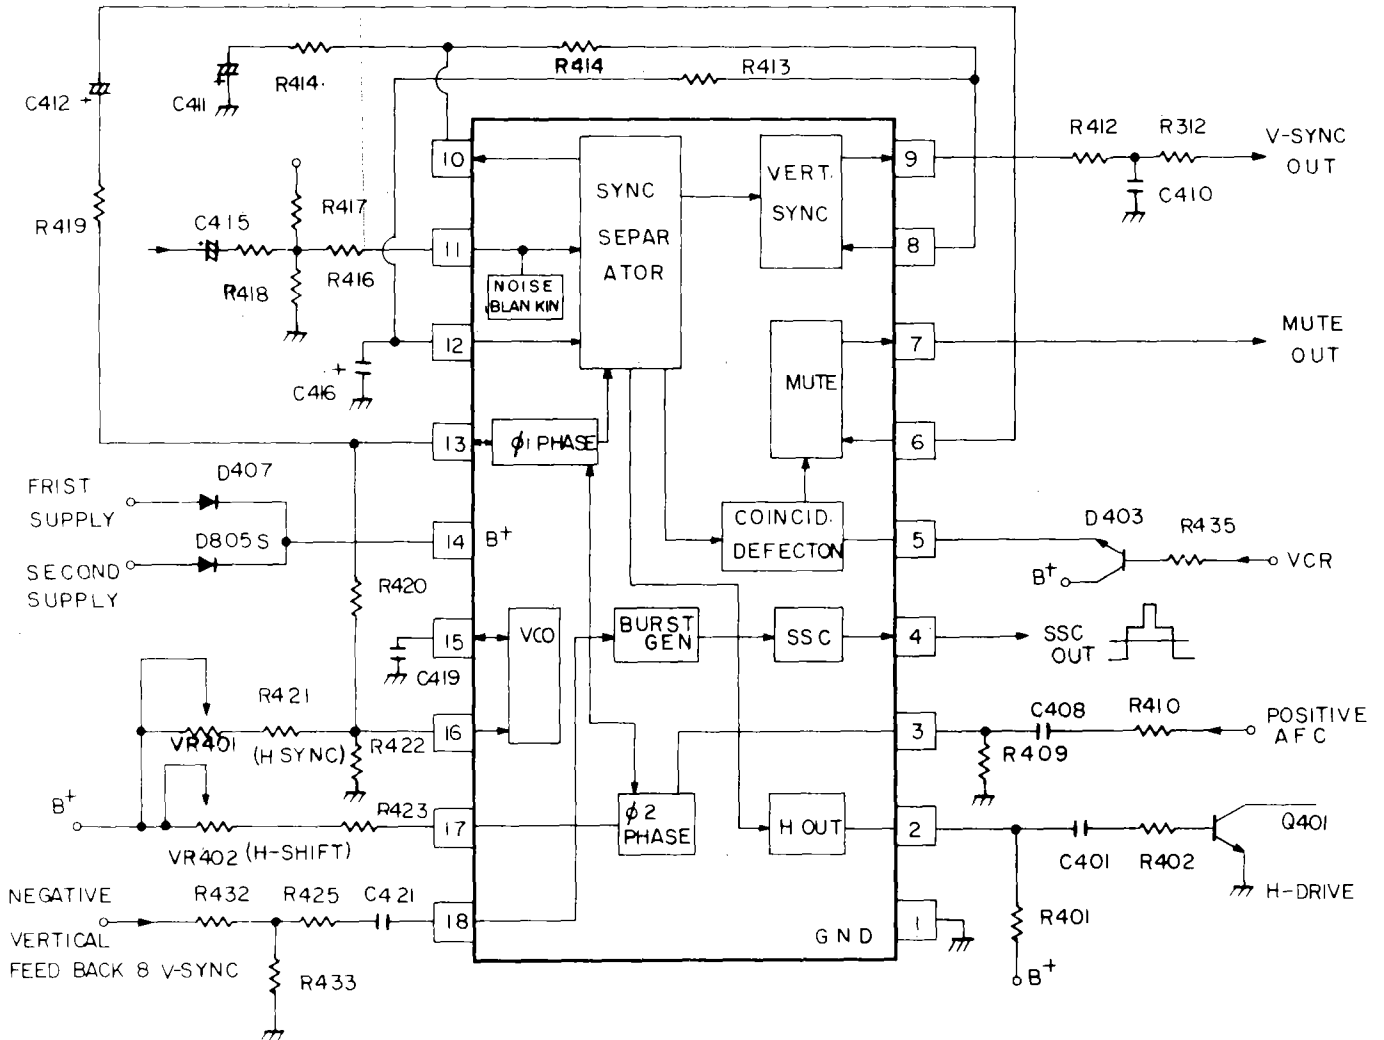 R414
R414
R413
C412 +
C411
+
10
SYNC
SEPAR
ATOR
VERT.
SYNC
9
R412
R312
V-SYNC
OUT
C410
R419
C415
+
R417
R418
R416
11
NOISE
BLANKIN
8
12
+
C416
MUTE
7
MUTE
OUT
13
ϕ1 PHASE
6
FRIST
SUPPLY
D407
D805S
SECOND
SUPPLY
14
B+
COINCID.
DEFECTON
5
D403
R435
B+
VCR
R420
15
C419
VCO
BURST
GEN
SSC
4
SSC
OUT
R421
VR401
(H SYNC)
R422
16
3
C408
R410
R409
POSITIVE
AFC
B+
VR402
(H-SHIFT)
R423
17
ϕ2
PHASE
H OUT
2
C401
R402
Q401
H-DRIVE
R401
B+
NEGATIVE
VERTICAL
FEED BACK 8 V-SYNC
R432
R425
C421
R433
18
GND
1